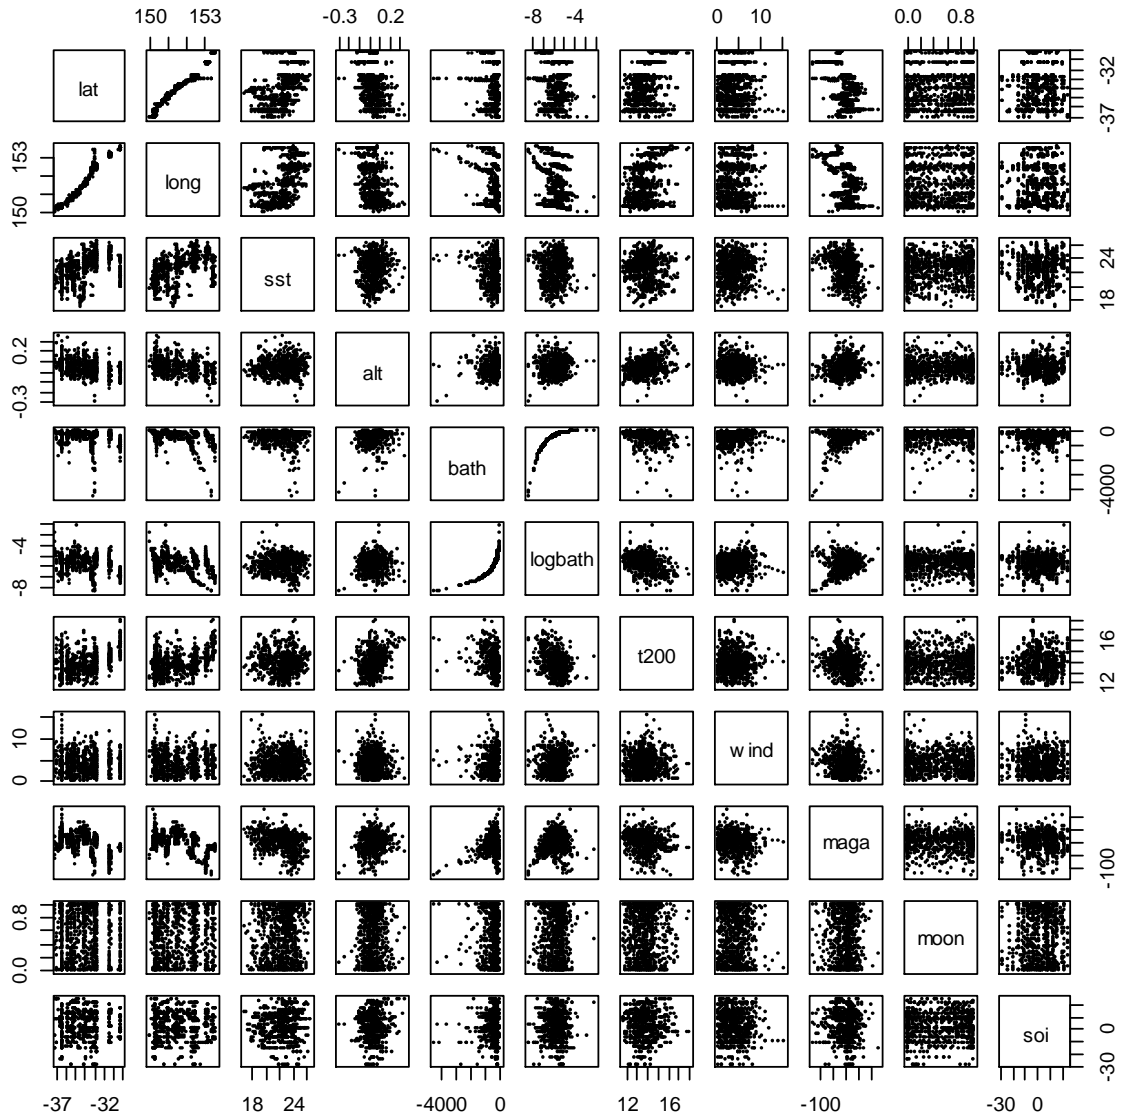 150 153 -0.3 0.2 -8 -4 0 10 0.0 0.8
lat -37 -32
150 153 long
sst 18 24
-0.3 0.2 alt
bath -4000 0
-8 -4 logbath
t200 12 16
0 10 wind
maga -100
0.0 0.8 moon
soi -30 0
-37 -32 18 24 -4000 0 12 16 -100 -30 0